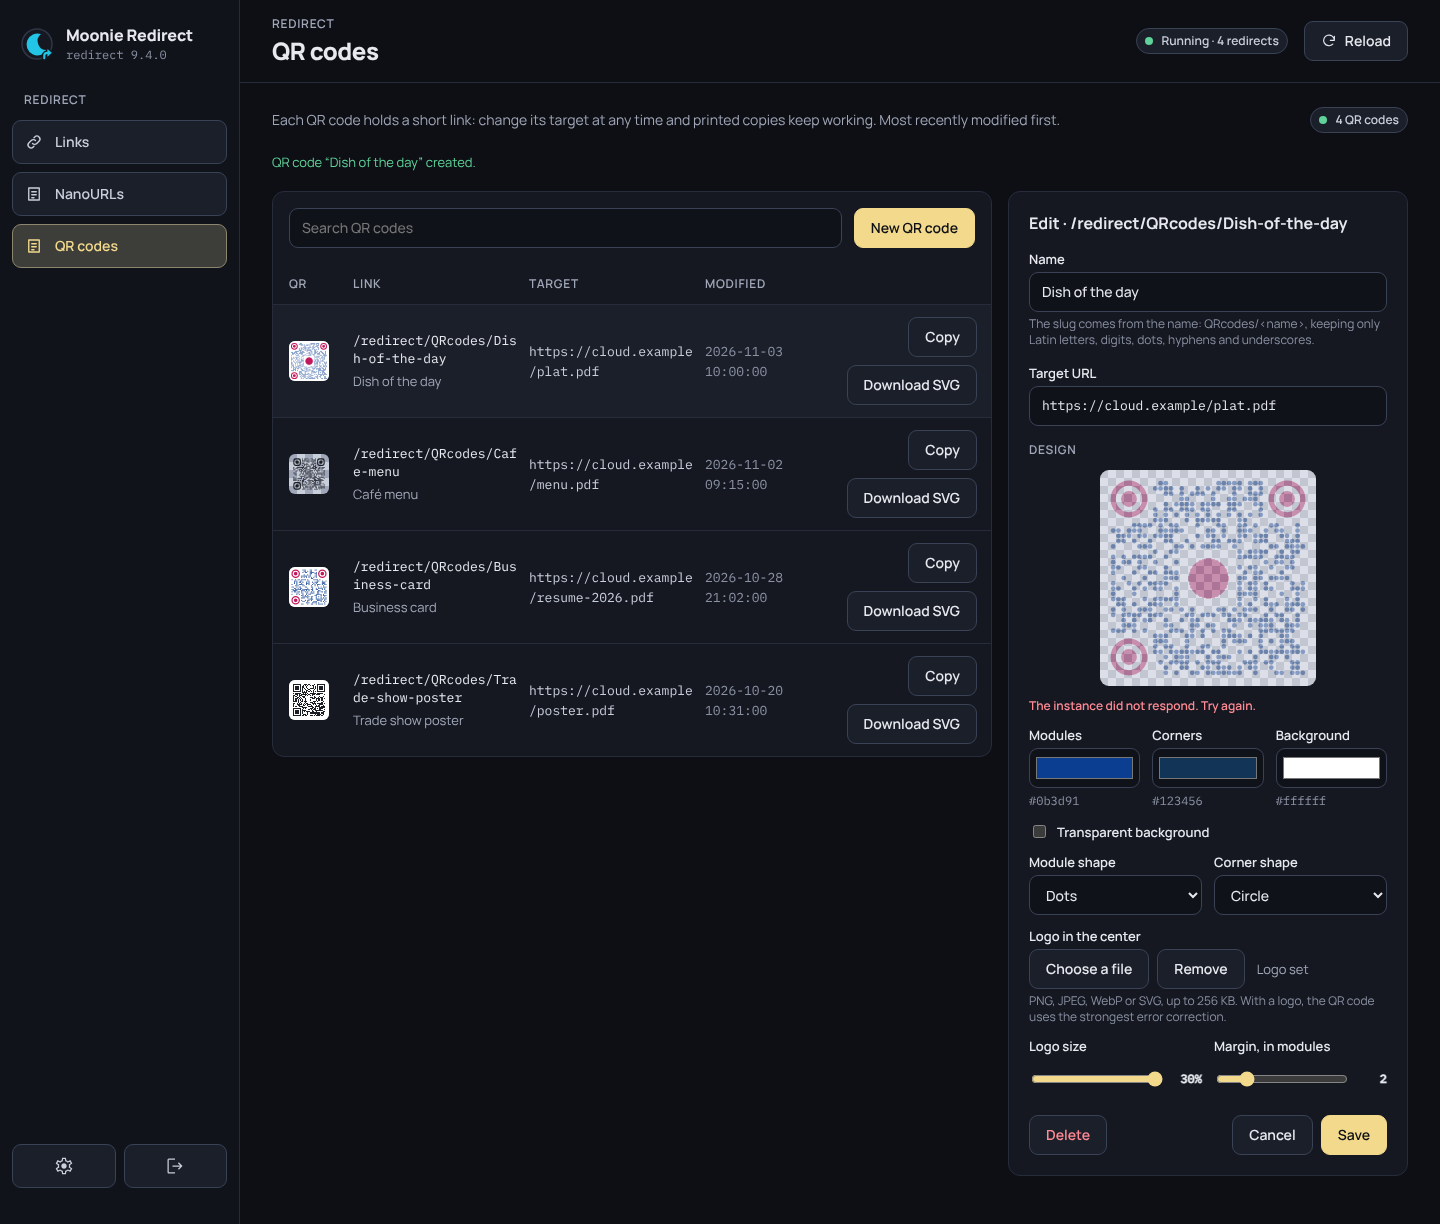 Moonie Redirect
redirect 9.4.0
REDIRECT
Links
NanoURLs
QR codes
REDIRECT
QR codes
Running · 4 redirects
Reload
Each QR code holds a short link: change its target at any time and printed copies keep working. Most recently modified first.
4 QR codes
QR code “Dish of the day” created.
Search QR codes
New QR code
QR LINK TARGET MODIFIED
/redirect/QRcodes/Dis
h-of-the-day
Dish of the day
https://cloud.example
/plat.pdf
2026-11-03
10:00:00
Copy
Download SVG
/redirect/QRcodes/Caf
e-menu
Café menu
https://cloud.example
/menu.pdf
2026-11-02
09:15:00
Copy
Download SVG
/redirect/QRcodes/Bus
iness-card
Business card
https://cloud.example
/resume-2026.pdf
2026-10-28
21:02:00
Copy
Download SVG
/redirect/QRcodes/Tra
de-show-poster
Trade show poster
https://cloud.example
/poster.pdf
2026-10-20
10:31:00
Copy
Download SVG
Edit · /redirect/QRcodes/Dish-of-the-day
Name
Dish of the day
The slug comes from the name: QRcodes/<name>, keeping only
Latin letters, digits, dots, hyphens and underscores.
Target URL
https://cloud.example/plat.pdf
DESIGN
The instance did not respond. Try again.
Modules Corners Background
#0b3d91 #123456 #ffffff
Transparent background
Module shape Corner shape
Dots Circle
Logo in the center
Choose a file Remove Logo set
PNG, JPEG, WebP or SVG, up to 256 KB. With a logo, the QR code
uses the strongest error correction.
Logo size Margin, in modules
30% 2
Delete Cancel Save